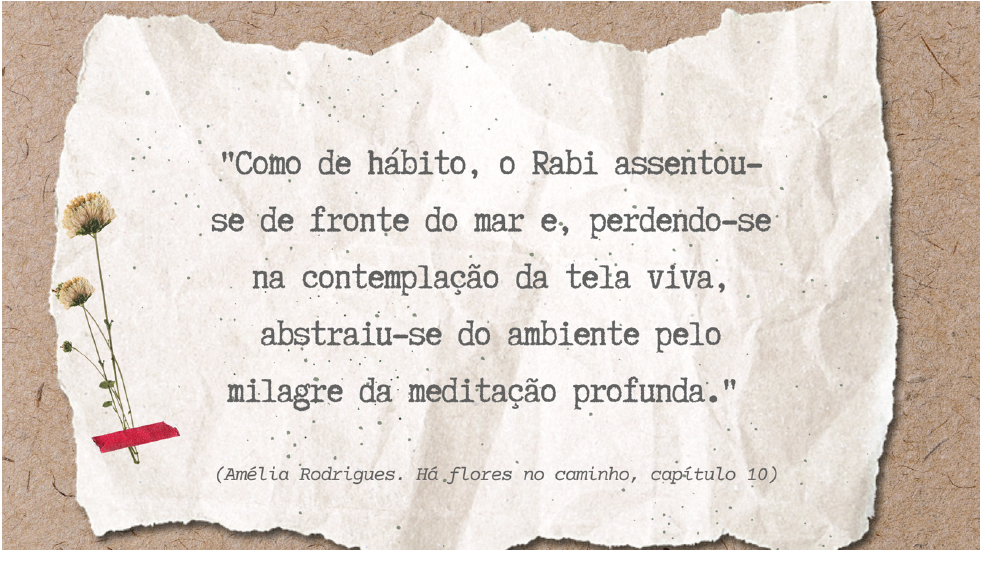 "Como de hábito, o Rabi assentou-
se de fronte do mar e, perdendo-se
na contemplação da tela viva,
abstraiu-se do ambiente pelo
milagre da meditação profunda."
(Amélia Rodrigues. Há flores no caminho, capítulo 10)